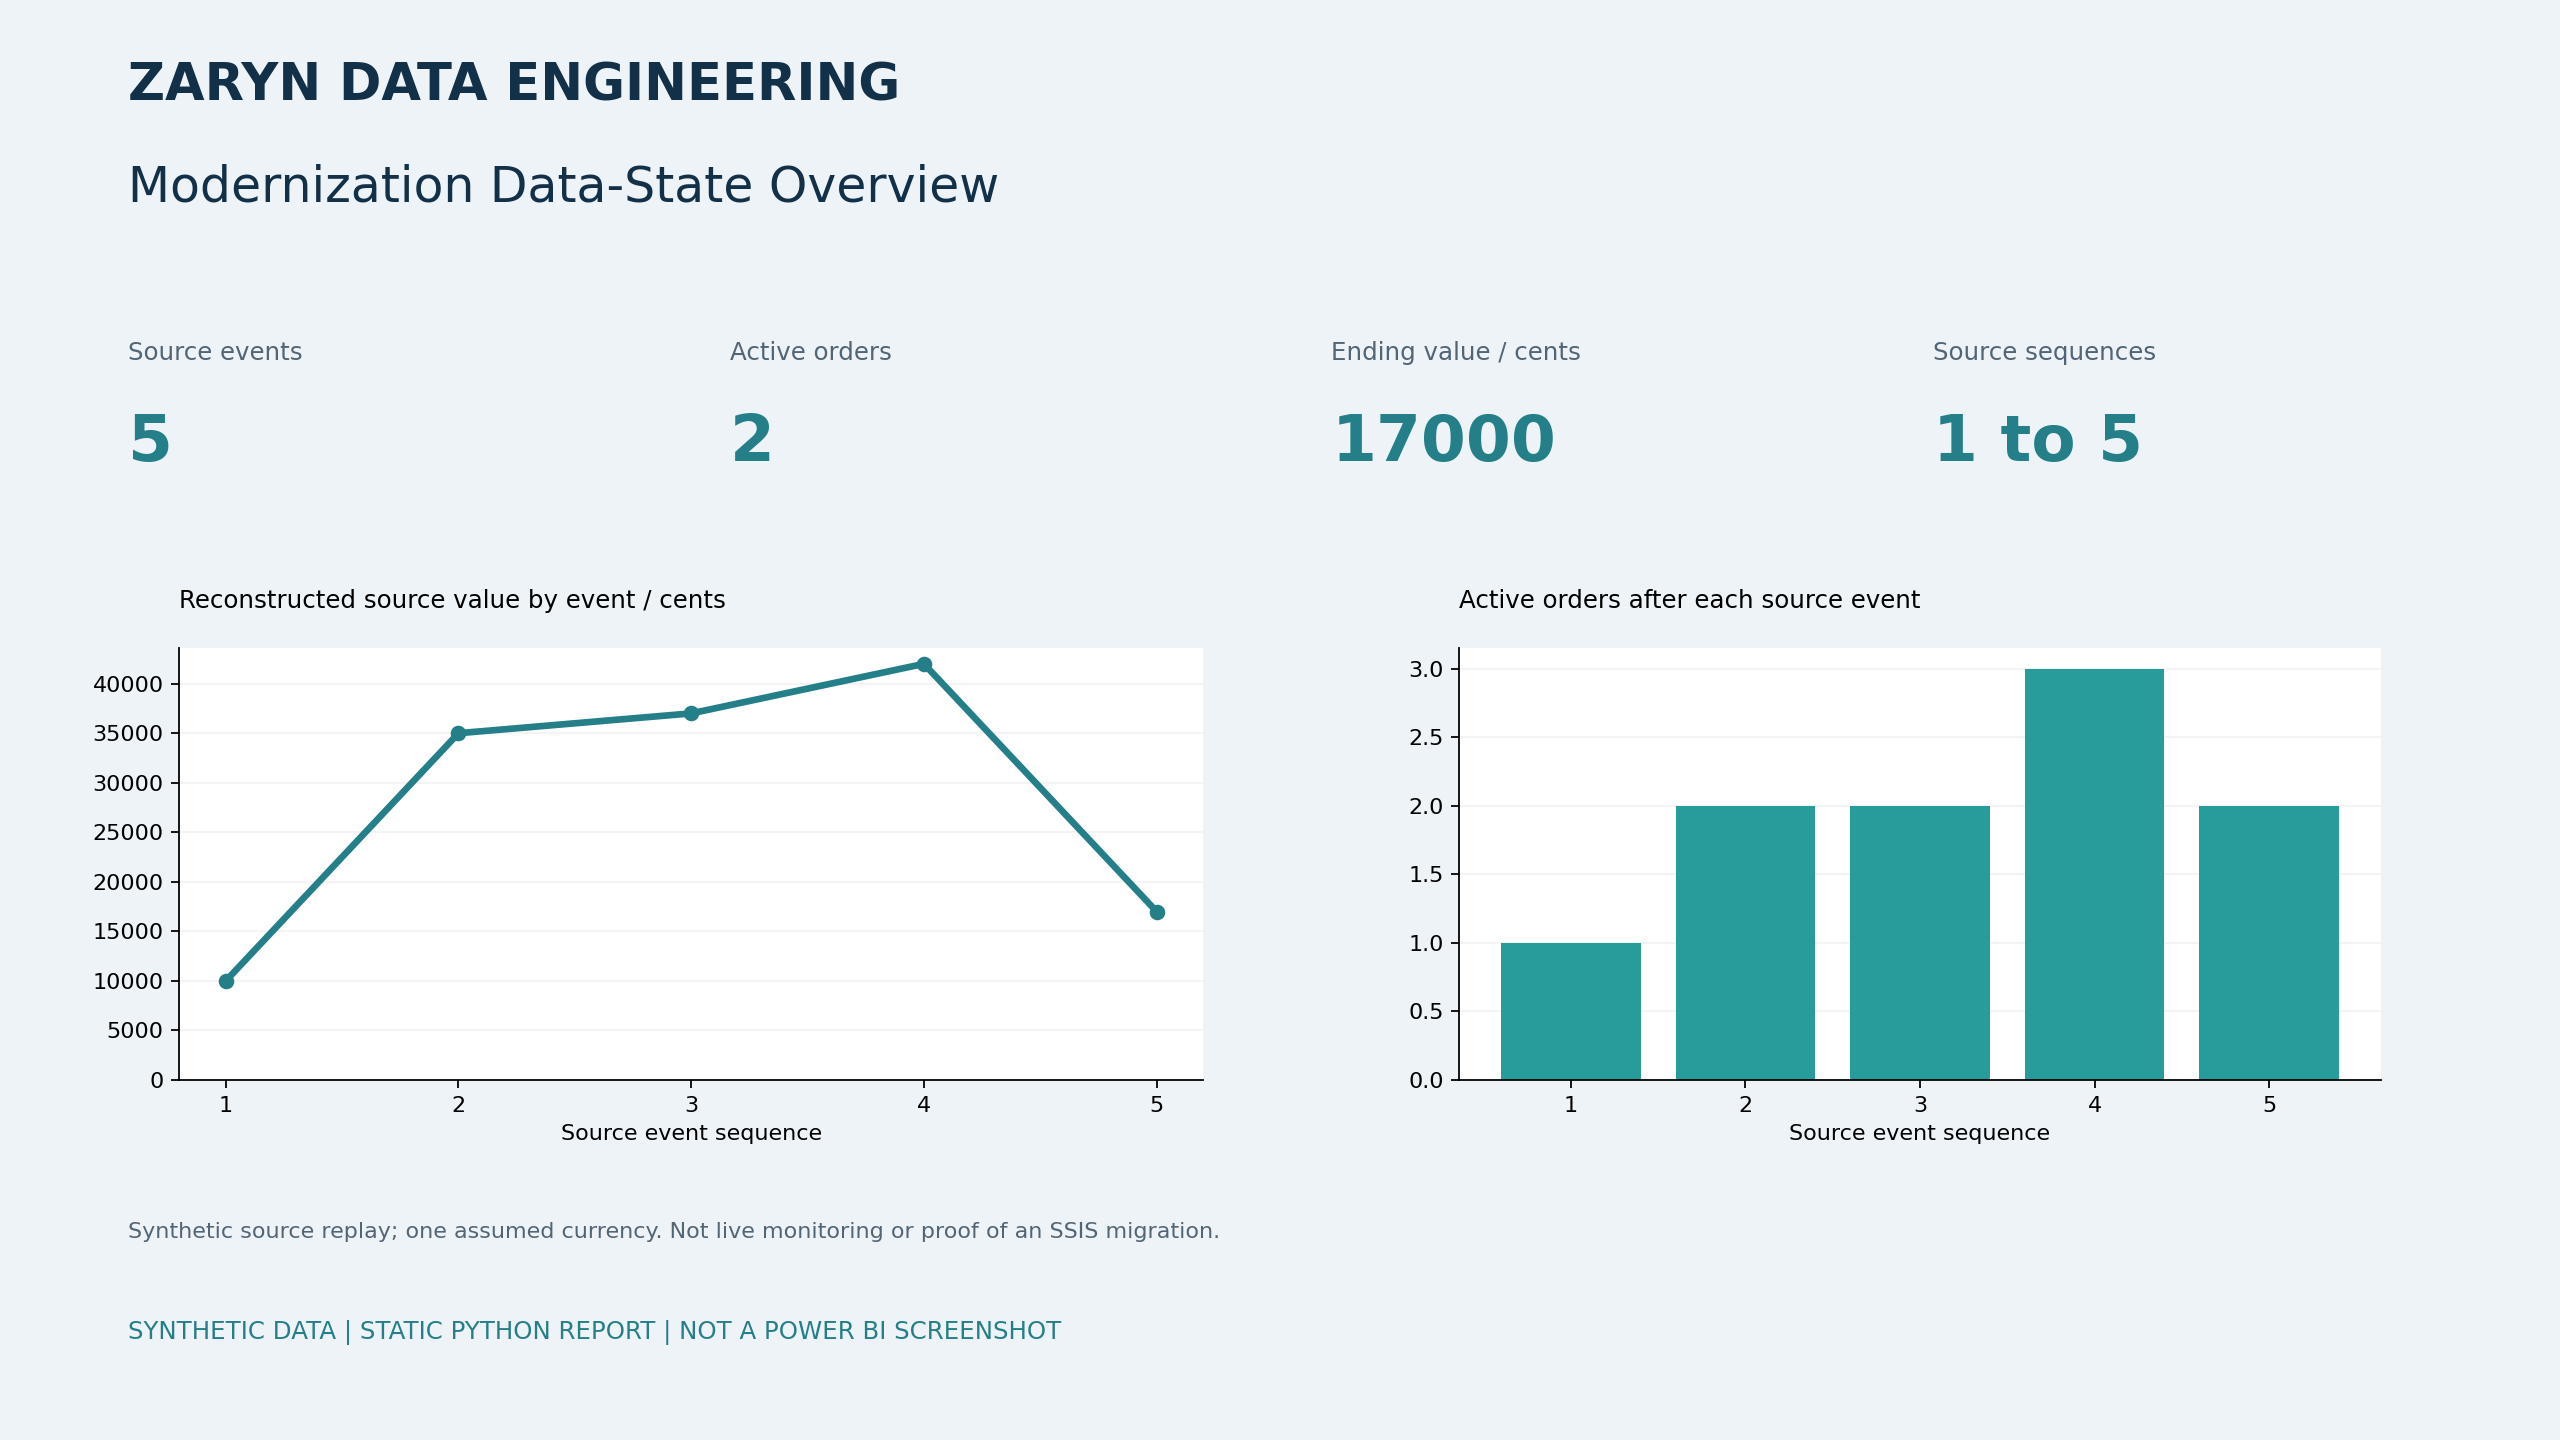 ZARYN DATA ENGINEERING
Modernization Data-State Overview
Source events
5
Active orders
2
Ending value / cents
17000
Source sequences
1 to 5
Reconstructed source value by event / cents
40000
35000
30000
25000
20000
15000
10000
5000
0
1 2 3 4 5
Source event sequence
Active orders after each source event
3.0
2.5
2.0
1.5
1.0
0.5
0.0
1 2 3 4 5
Source event sequence
Synthetic source replay; one assumed currency. Not live monitoring or proof of an SSIS migration.
SYNTHETIC DATA | STATIC PYTHON REPORT | NOT A POWER BI SCREENSHOT